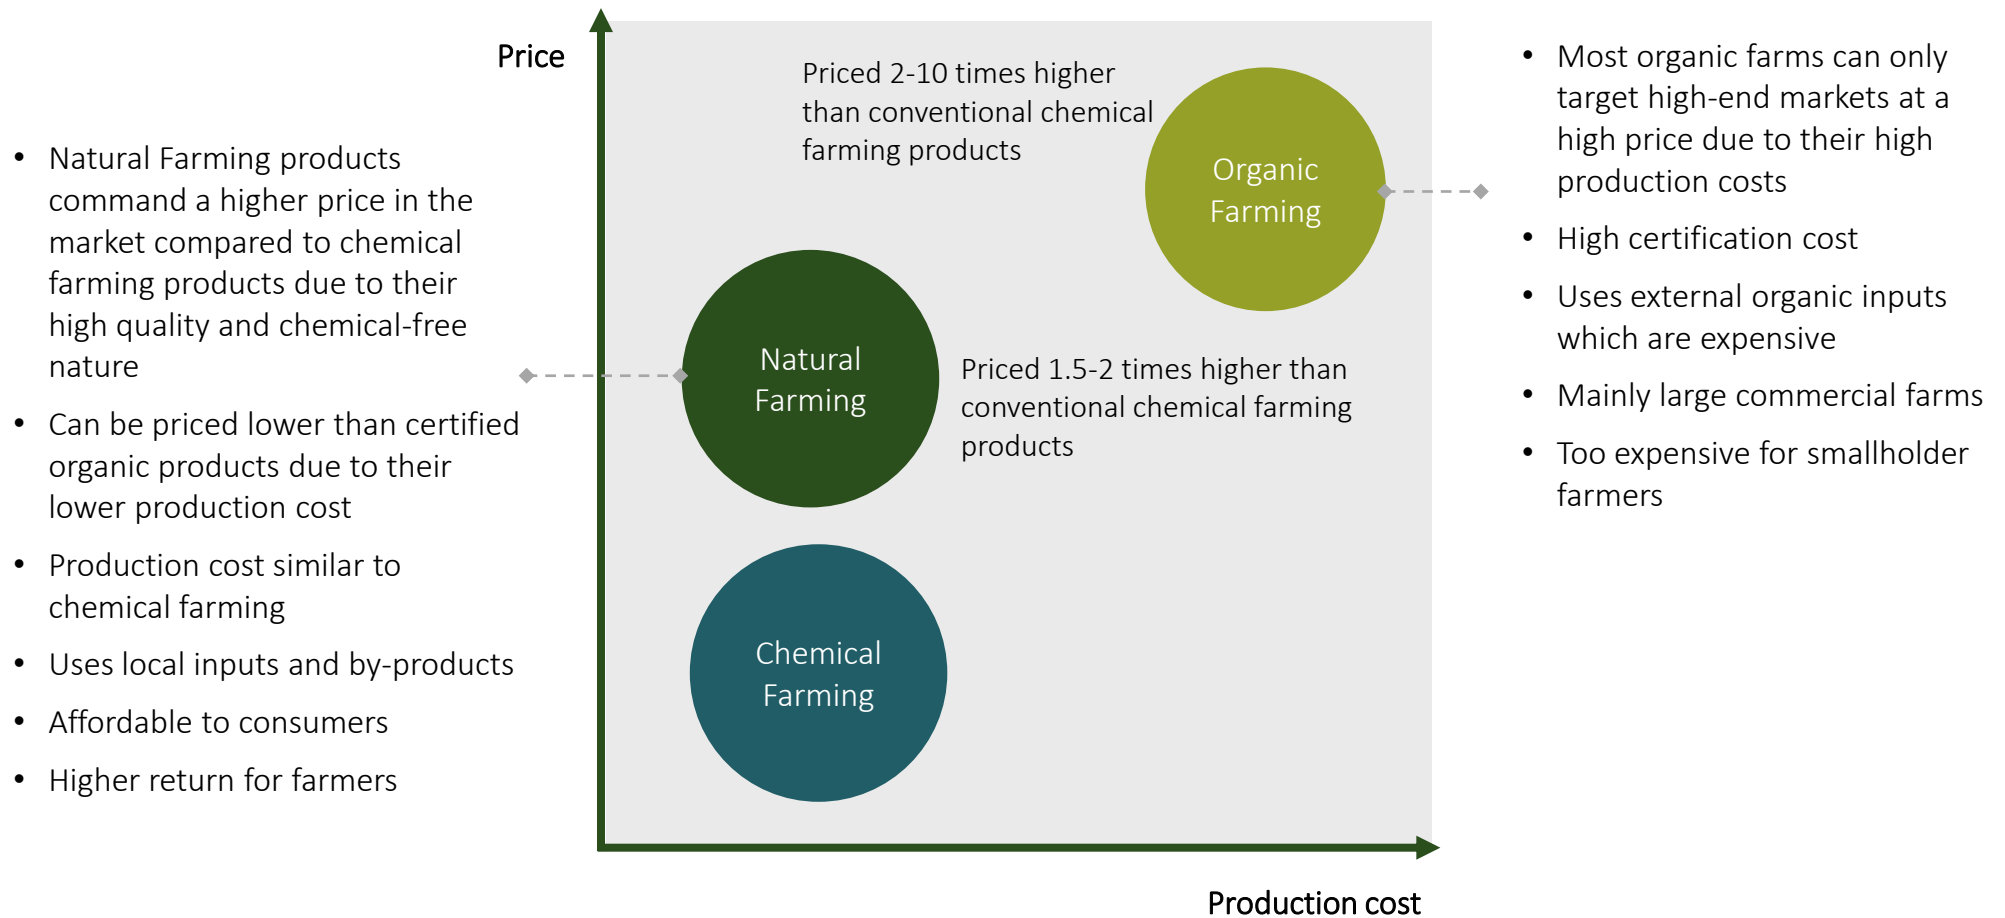 Price
Priced 2-10 times higher
than conventional chemical
farming products
Organic
Farming
• Most organic farms can only
target high-end markets at a
high price due to their high
production costs
• High certification cost
• Uses external organic inputs
which are expensive
• Mainly large commercial farms
• Too expensive for smallholder
farmers
• Natural Farming products
command a higher price in the
market compared to chemical
farming products due to their
high quality and chemical-free
nature
• Can be priced lower than certified
organic products due to their
lower production cost
• Production cost similar to
chemical farming
• Uses local inputs and by-products
• Affordable to consumers
• Higher return for farmers
Natural
Farming
Priced 1.5-2 times higher than
conventional chemical farming
products
Chemical
Farming
Production cost